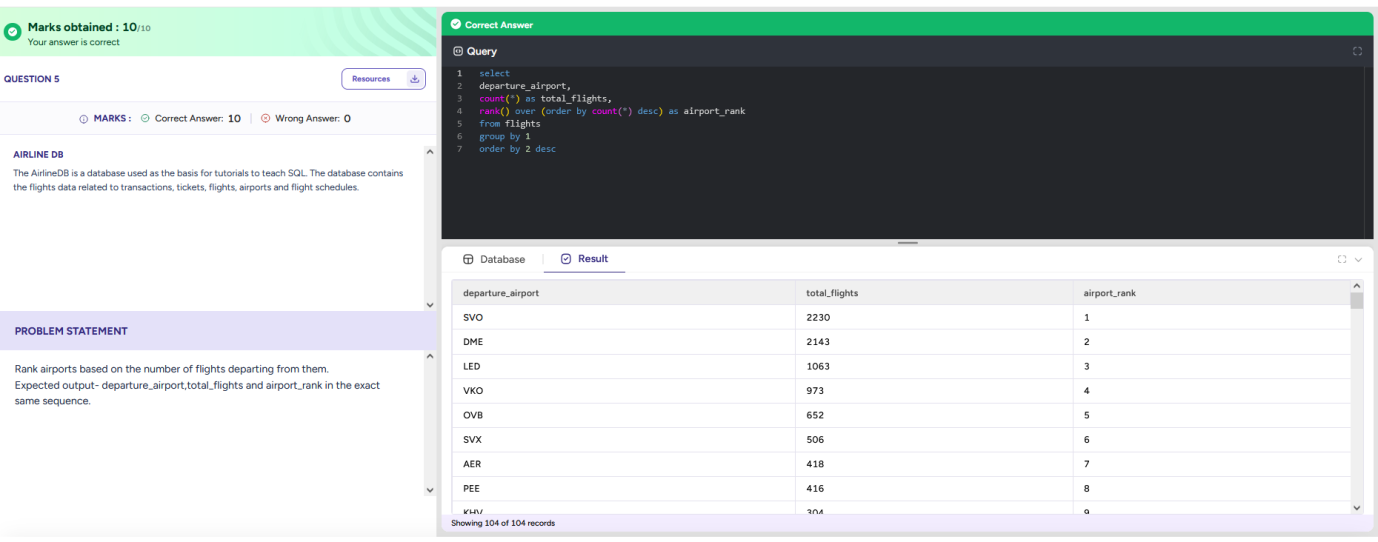 Marks obtained : 10/10
Your answer is correct
QUESTION 5
Resources
MARKS : Correct Answer: 10 Wrong Answer: 0
AIRLINE DB
The AirlineDB is a database used as the basis for tutorials to teach SQL. The database contains
the flights data related to transactions, tickets, flights, airports and flight schedules.
PROBLEM STATEMENT
Rank airports based on the number of flights departing from them.
Expected output- departure_airport,total_flights and airport_rank in the exact
same sequence.
Correct Answer
Query
1 select
2 departure_airport,
3 count(*) as total_flights,
4 rank() over (order by count(*) desc) as airport_rank
5 from flights
6 group by 1
7 order by 2 desc
Database Result
departure_airport total_flights airport_rank
SVO 2230 1
DME 2143 2
LED 1063 3
VKO 973 4
OVB 652 5
SVX 506 6
AER 418 7
PEE 416 8
KHV 304 9
Showing 104 of 104 records